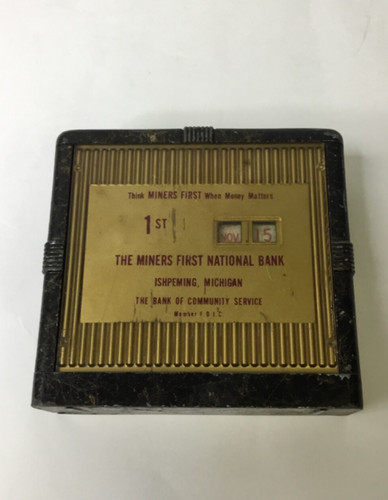 Think MINERS FIRST When Money Matters
1ST NOV 15
THE MINERS FIRST NATIONAL BANK
ISHPEMING, MICHIGAN
THE BANK OF COMMUNITY SERVICE
Member F D I C